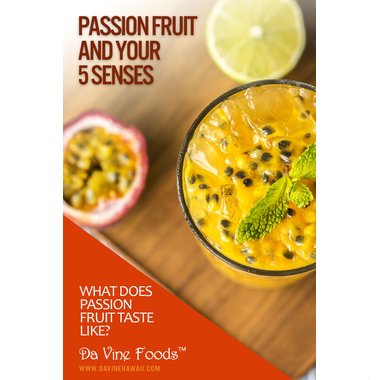 PASSION FRUIT
AND YOUR
5 SENSES
WHAT DOES
PASSION
FRUIT TASTE
LIKE?
Da Vine Foods™
WWW.DAVINEHAWAII.COM